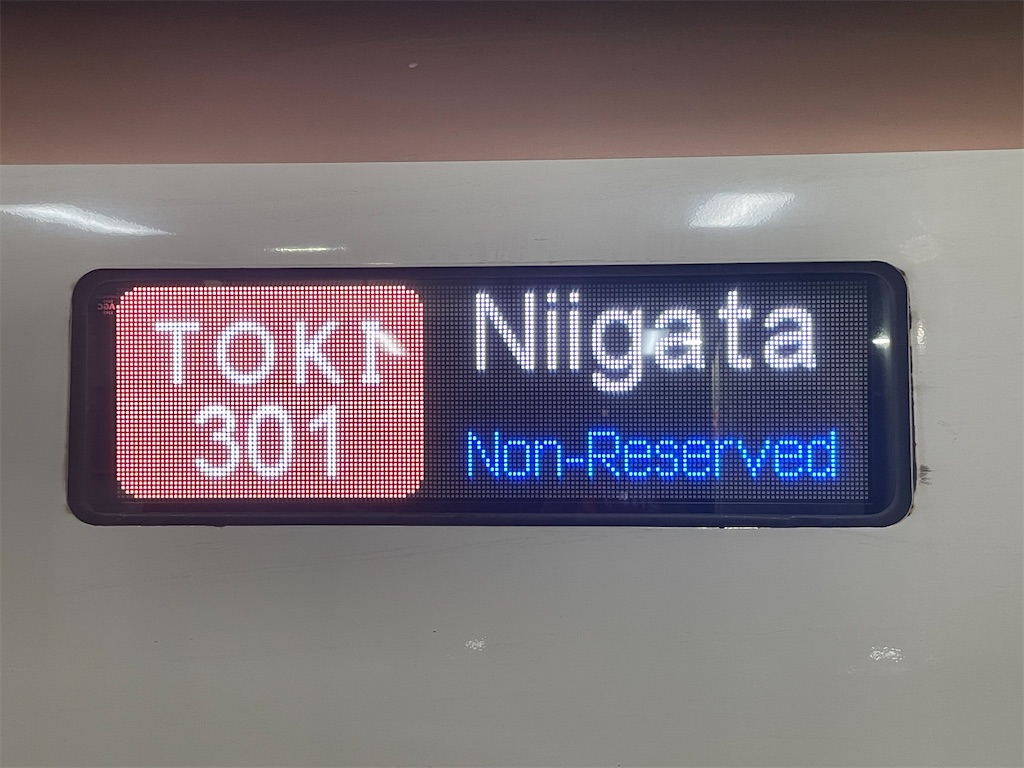 TOKI
301
Niigata
Non-Reserved